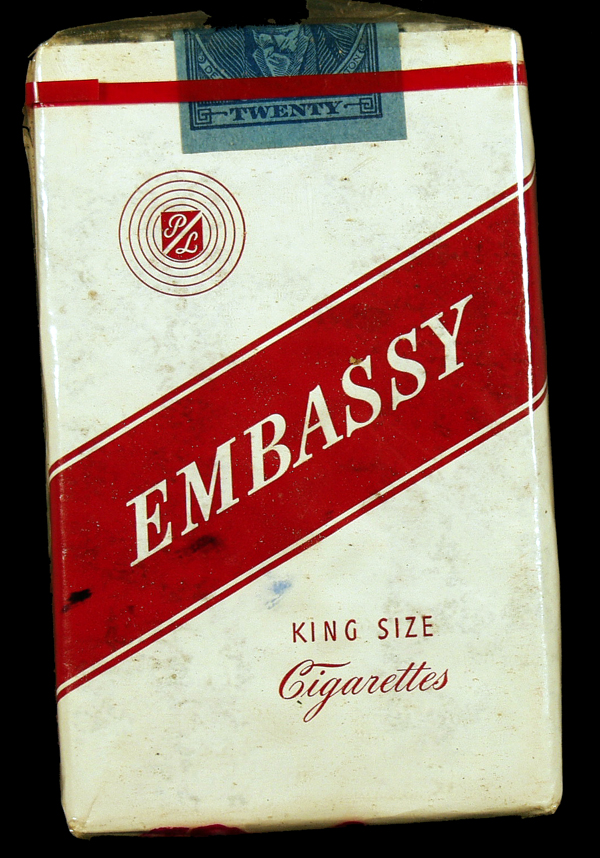 TWENTY
PL
EMBASSY
KING SIZE
Cigarettes